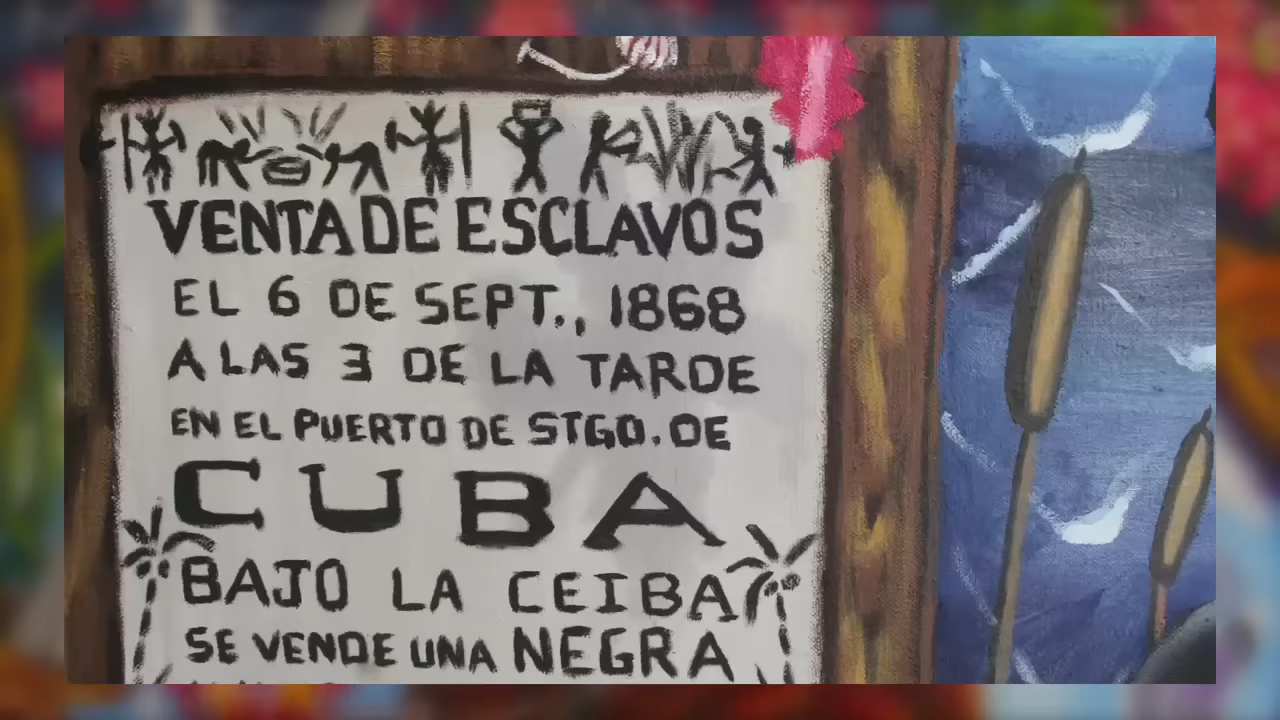 VENTA DE ESCLAVOS
EL 6 DE SEPT., 1868
A LAS 3 DE LA TARDE
EN EL PUERTO DE STGO. DE
CUBA
BAJO LA CEIBA
SE VENDE UNA NEGRA